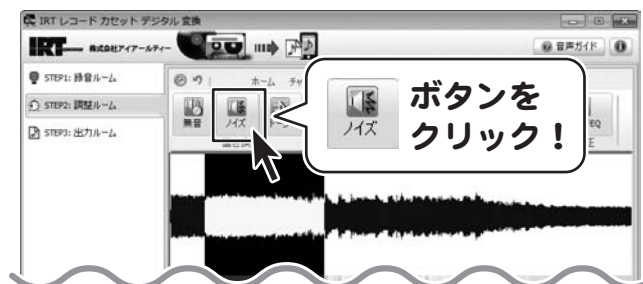 IRT レコード カセット デジタル 変換
IRT 株式会社アイアールティー
音声ガイド
STEP1: 録音ルーム
STEP2: 調整ルーム
STEP3: 出力ルーム
ホーム
無音
ノイズ
EQ
ノイズ
ボタンを
クリック！